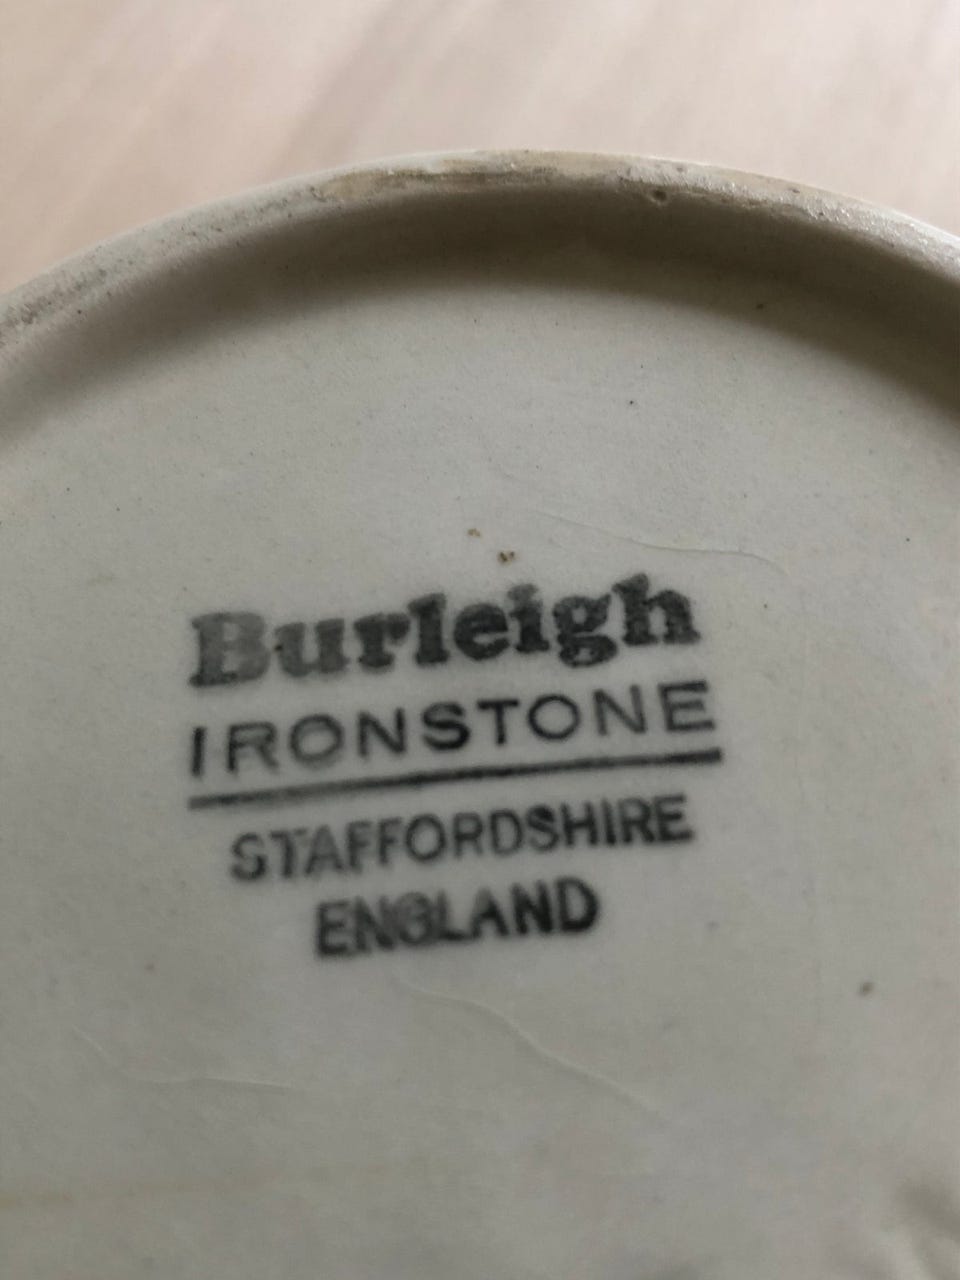 Burleigh
IRONSTONE
STAFFORDSHIRE
ENGLAND